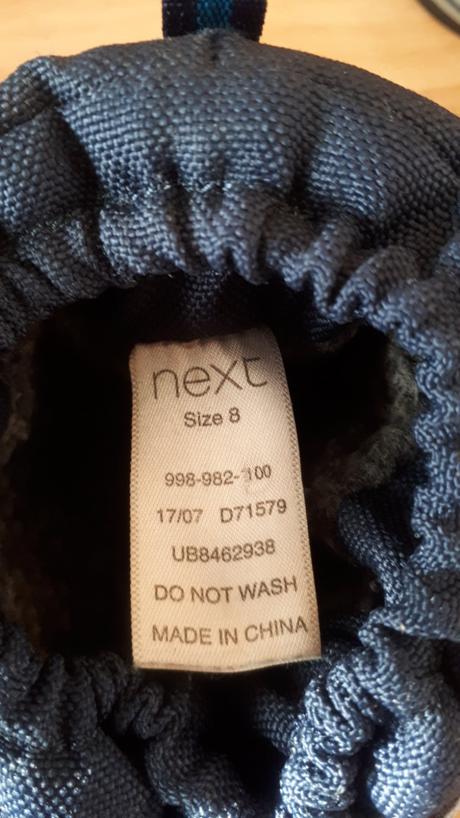 next
Size 8
998-982-100
17/07 D71579
UB8462938
DO NOT WASH
MADE IN CHINA